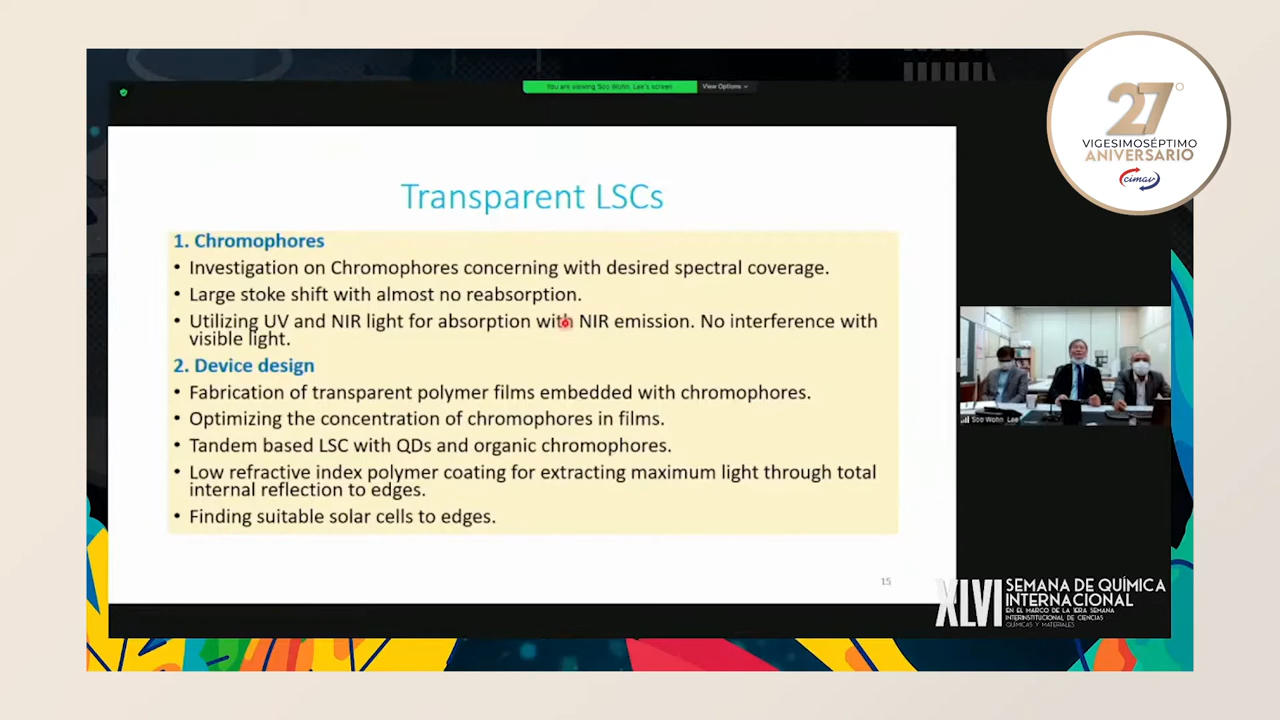 You are viewing Soo Wohn, Lee's screen
View Options
27º
VIGESIMOSÉPTIMO
ANIVERSARIO
cimav
Transparent LSCs
1. Chromophores
• Investigation on Chromophores concerning with desired spectral coverage.
• Large stoke shift with almost no reabsorption.
• Utilizing UV and NIR light for absorption with NIR emission. No interference with
visible light.
2. Device design
• Fabrication of transparent polymer films embedded with chromophores.
• Optimizing the concentration of chromophores in films.
• Tandem based LSC with QDs and organic chromophores.
• Low refractive index polymer coating for extracting maximum light through total
internal reflection to edges.
• Finding suitable solar cells to edges.
15
Soo Wohn, Lee
XLVI
SEMANA DE QUÍMICA
INTERNACIONAL
EN EL MARCO DE LA 1ERA SEMANA
INTERINSTITUCIONAL DE CIENCIAS
QUÍMICAS Y MATERIALES